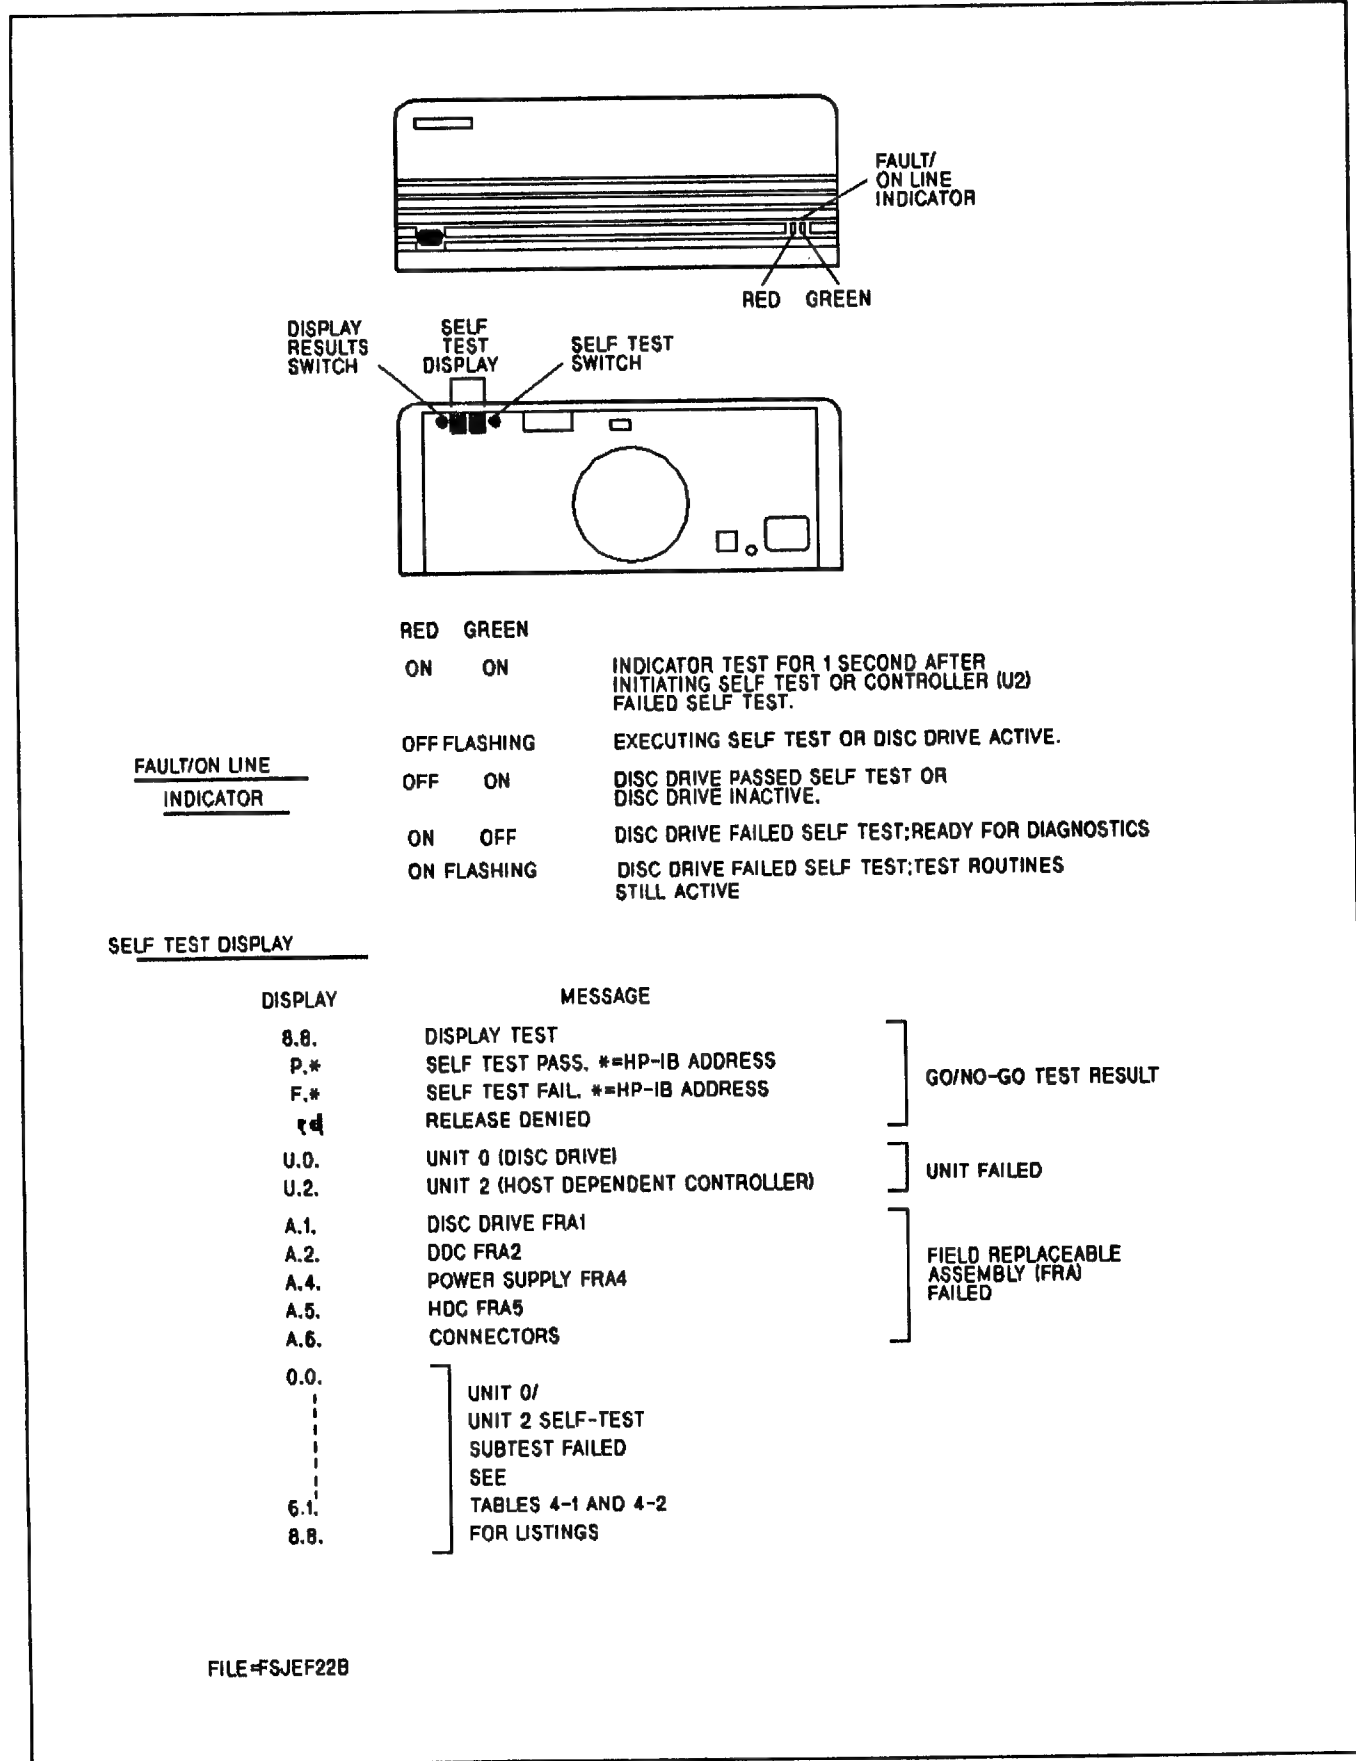 FAULT/
ON LINE
INDICATOR
RED GREEN
DISPLAY
RESULTS
SWITCH
SELF
TEST
DISPLAY
SELF TEST
SWITCH
RED GREEN
ON ON INDICATOR TEST FOR 1 SECOND AFTER
INITIATING SELF TEST OR CONTROLLER (U2)
FAILED SELF TEST.
OFF FLASHING EXECUTING SELF TEST OR DISC DRIVE ACTIVE.
FAULT/ON LINE
INDICATOR
OFF ON DISC DRIVE PASSED SELF TEST OR
DISC DRIVE INACTIVE.
ON OFF DISC DRIVE FAILED SELF TEST;READY FOR DIAGNOSTICS
ON FLASHING DISC DRIVE FAILED SELF TEST;TEST ROUTINES
STILL ACTIVE
SELF TEST DISPLAY
DISPLAY MESSAGE
8.8. DISPLAY TEST
P.* SELF TEST PASS, *=HP-IB ADDRESS
F.* SELF TEST FAIL, *=HP-IB ADDRESS
rd RELEASE DENIED
GO/NO-GO TEST RESULT
U.0. UNIT 0 (DISC DRIVE)
U.2. UNIT 2 (HOST DEPENDENT CONTROLLER)
UNIT FAILED
A.1. DISC DRIVE FRA1
A.2. DDC FRA2
A.4. POWER SUPPLY FRA4
A.5. HDC FRA5
A.6. CONNECTORS
FIELD REPLACEABLE
ASSEMBLY (FRA)
FAILED
0.0.
UNIT 0/
UNIT 2 SELF-TEST
SUBTEST FAILED
SEE
6.1. TABLES 4-1 AND 4-2
8.8. FOR LISTINGS
FILE=FSJEF22B